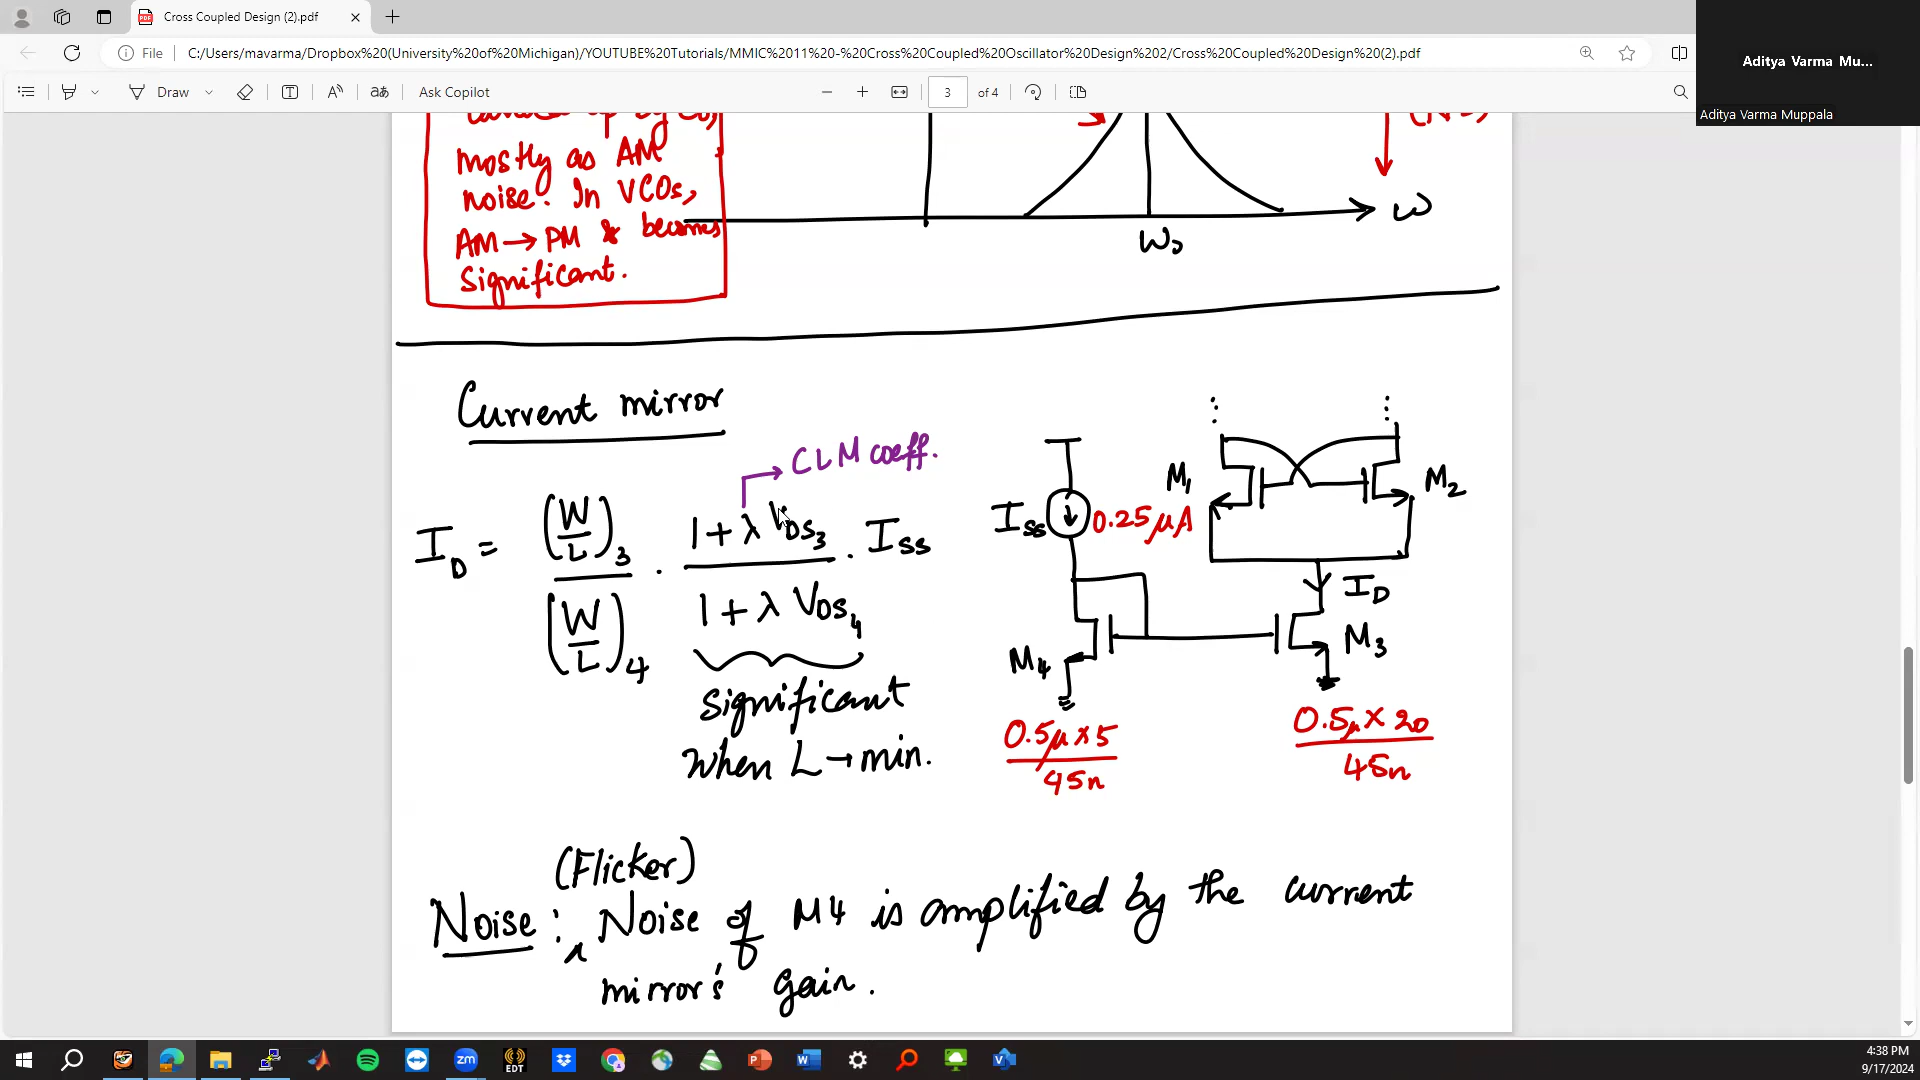 Cross Coupled Design (2).pdf
File
C:/Users/mavarma/Dropbox%20(University%20of%20Michigan)/YOUTUBE%20Tutorials/MMIC%2011%20-%20Cross%20Coupled%20Oscillator%20Design%202/Cross%20Coupled%20Design%20(2).pdf
Draw
Ask Copilot
3 of 4
Aditya Varma Mu...
Aditya Varma Muppala
mostly as AM
noise. In VCOs,
AM → PM & becomes
significant.
ω
ω₀
Current mirror
CLM coeff.
I_D = (W/L)₃ / (W/L)₄ . (1 + λ V_DS₃) / (1 + λ V_DS₄) . I_SS
significant
when L → min.
M₁
M₂
I_SS
0.25 μA
I_D
M₄
M₃
0.5μ x 5
45n
0.5μ x 20
45n
(Flicker)
Noise : Noise of M4 is amplified by the current
mirror's gain.
EDT
4:38 PM
9/17/2024